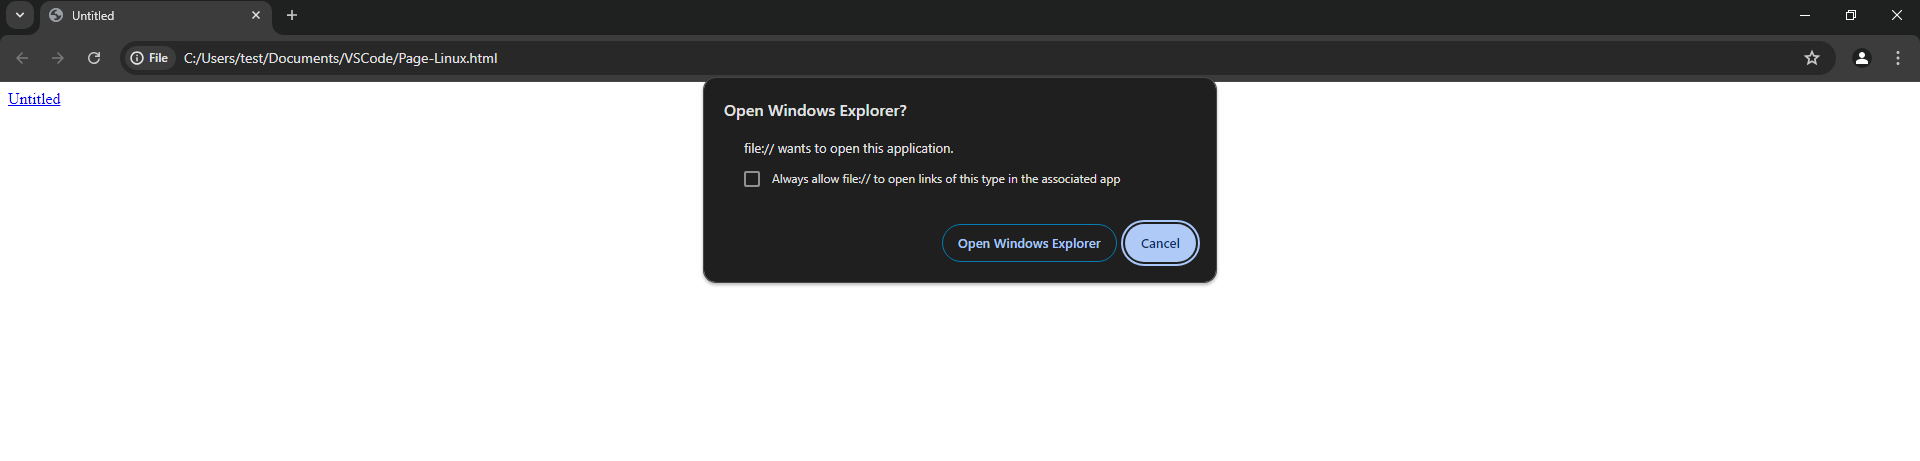 Untitled
File C:/Users/test/Documents/VSCode/Page-Linux.html
Untitled
Open Windows Explorer?
file:// wants to open this application.
Always allow file:// to open links of this type in the associated app
Open Windows Explorer Cancel